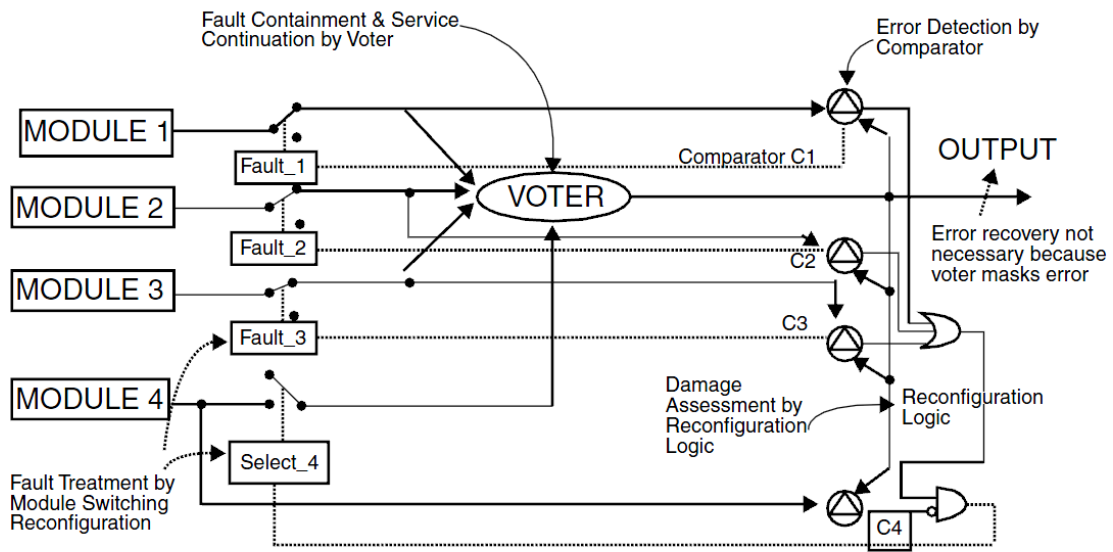 Fault Containment & Service
Continuation by Voter
Error Detection by
Comparator
MODULE 1
Fault_1
Comparator C1
OUTPUT
MODULE 2
VOTER
Fault_2
C2
Error recovery not
necessary because
voter masks error
MODULE 3
Fault_3
C3
MODULE 4
Damage
Assessment by
Reconfiguration
Logic
Reconfiguration
Logic
Select_4
Fault Treatment by
Module Switching
Reconfiguration
C4